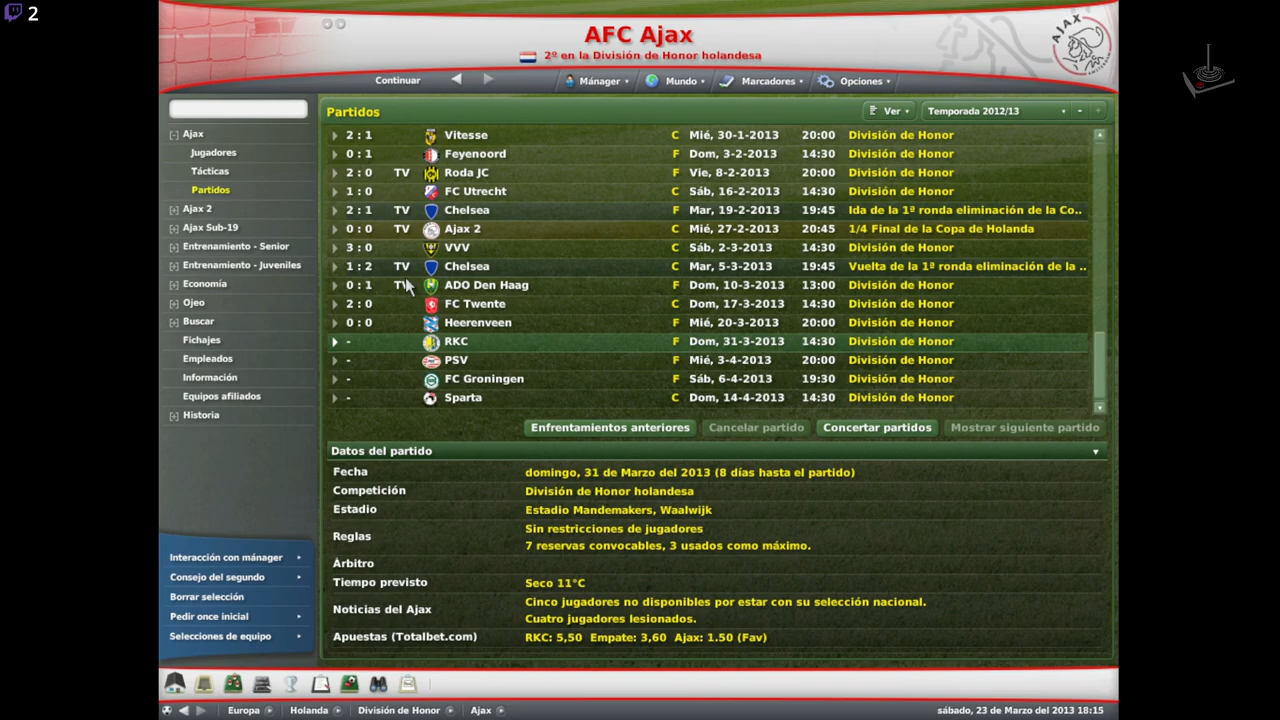 2
AFC Ajax
2º en la División de Honor holandesa
AJAX
Continuar
Mánager
Mundo
Marcadores
Opciones
Partidos
Ver
Temporada 2012/13
- +
[-] Ajax
Jugadores
Tácticas
Partidos
[+] Ajax 2
[+] Ajax Sub-19
[+] Entrenamiento - Senior
[+] Entrenamiento - Juveniles
[+] Economía
[+] Ojeo
[+] Buscar
Fichajes
Empleados
Información
Equipos afiliados
[+] Historia
2 : 1 Vitesse C Mié, 30-1-2013 20:00 División de Honor
0 : 1 Feyenoord F Dom, 3-2-2013 14:30 División de Honor
2 : 0 TV Roda JC F Vie, 8-2-2013 20:00 División de Honor
1 : 0 FC Utrecht C Sáb, 16-2-2013 14:30 División de Honor
2 : 1 TV Chelsea F Mar, 19-2-2013 19:45 Ida de la 1ª ronda eliminación de la Co..
0 : 0 TV Ajax 2 C Mié, 27-2-2013 20:45 1/4 Final de la Copa de Holanda
3 : 0 VVV C Sáb, 2-3-2013 14:30 División de Honor
1 : 2 TV Chelsea C Mar, 5-3-2013 19:45 Vuelta de la 1ª ronda eliminación de la ..
0 : 1 TV ADO Den Haag F Dom, 10-3-2013 13:00 División de Honor
2 : 0 FC Twente C Dom, 17-3-2013 14:30 División de Honor
0 : 0 Heerenveen F Mié, 20-3-2013 20:00 División de Honor
- RKC F Dom, 31-3-2013 14:30 División de Honor
- PSV F Mié, 3-4-2013 20:00 División de Honor
- FC Groningen F Sáb, 6-4-2013 19:30 División de Honor
- Sparta C Dom, 14-4-2013 14:30 División de Honor
Enfrentamientos anteriores
Cancelar partido
Concertar partidos
Mostrar siguiente partido
Datos del partido
Fecha domingo, 31 de Marzo del 2013 (8 días hasta el partido)
Competición División de Honor holandesa
Estadio Estadio Mandemakers, Waalwijk
Reglas Sin restricciones de jugadores
7 reservas convocables, 3 usados como máximo.
Árbitro
Tiempo previsto Seco 11°C
Noticias del Ajax Cinco jugadores no disponibles por estar con su selección nacional.
Cuatro jugadores lesionados.
Apuestas (Totalbet.com) RKC: 5,50 Empate: 3,60 Ajax: 1.50 (Fav)
Interacción con mánager
Consejo del segundo
Borrar selección
Pedir once inicial
Selecciones de equipo
Europa
Holanda
División de Honor
Ajax
sábado, 23 de Marzo del 2013 18:15